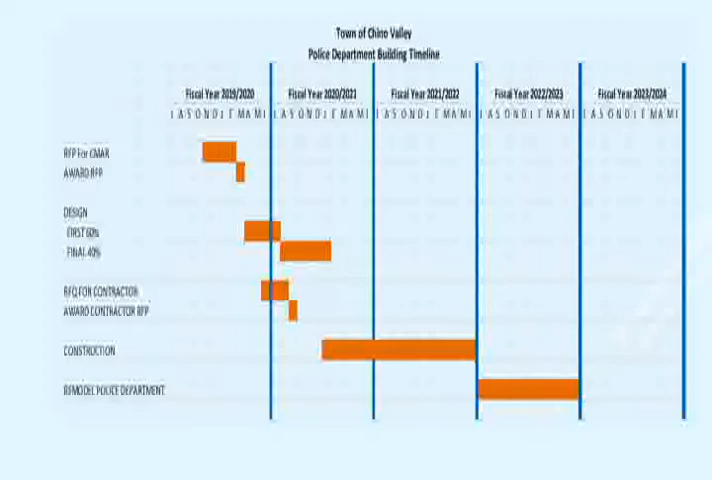 Town of Chino Valley
Police Department Building Timeline
Fiscal Year 2019/2020 Fiscal Year 2020/2021 Fiscal Year 2021/2022 Fiscal Year 2022/2023 Fiscal Year 2023/2024
J A S O N D J F M A M J J A S O N D J F M A M J J A S O N D J F M A M J J A S O N D J F M A M J J A S O N D J F M A M J
RFP For CMAR
AWARD RFP
DESIGN
FIRST 60%
FINAL 40%
RFQ FOR CONTRACTOR
AWARD CONTRACTOR RFP
CONSTRUCTION
REMODEL POLICE DEPARTMENT